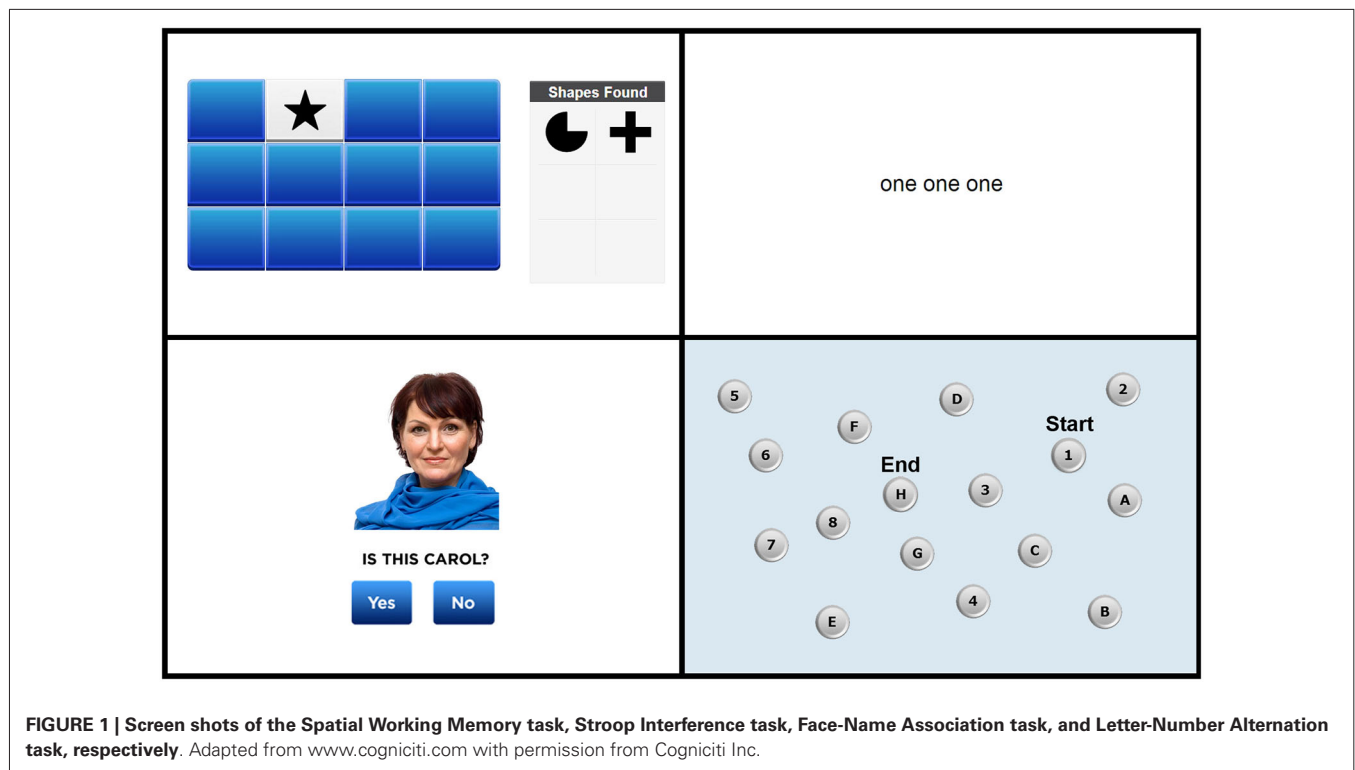 Shapes Found
one one one
IS THIS CAROL?
Yes No
5 D 2
F Start
6 End 1
H 3 A
8
7 G C
4
E B
FIGURE 1 | Screen shots of the Spatial Working Memory task, Stroop Interference task, Face-Name Association task, and Letter-Number Alternation
task, respectively. Adapted from www.cogniciti.com with permission from Cogniciti Inc.